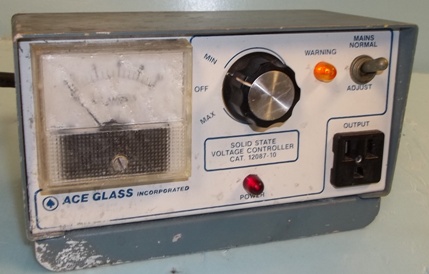 MIN
OFF
MAX
WARNING
MAINS
NORMAL
ADJUST
SOLID STATE
VOLTAGE CONTROLLER
CAT. 12087-10
OUTPUT
POWER
ACE GLASS INCORPORATED